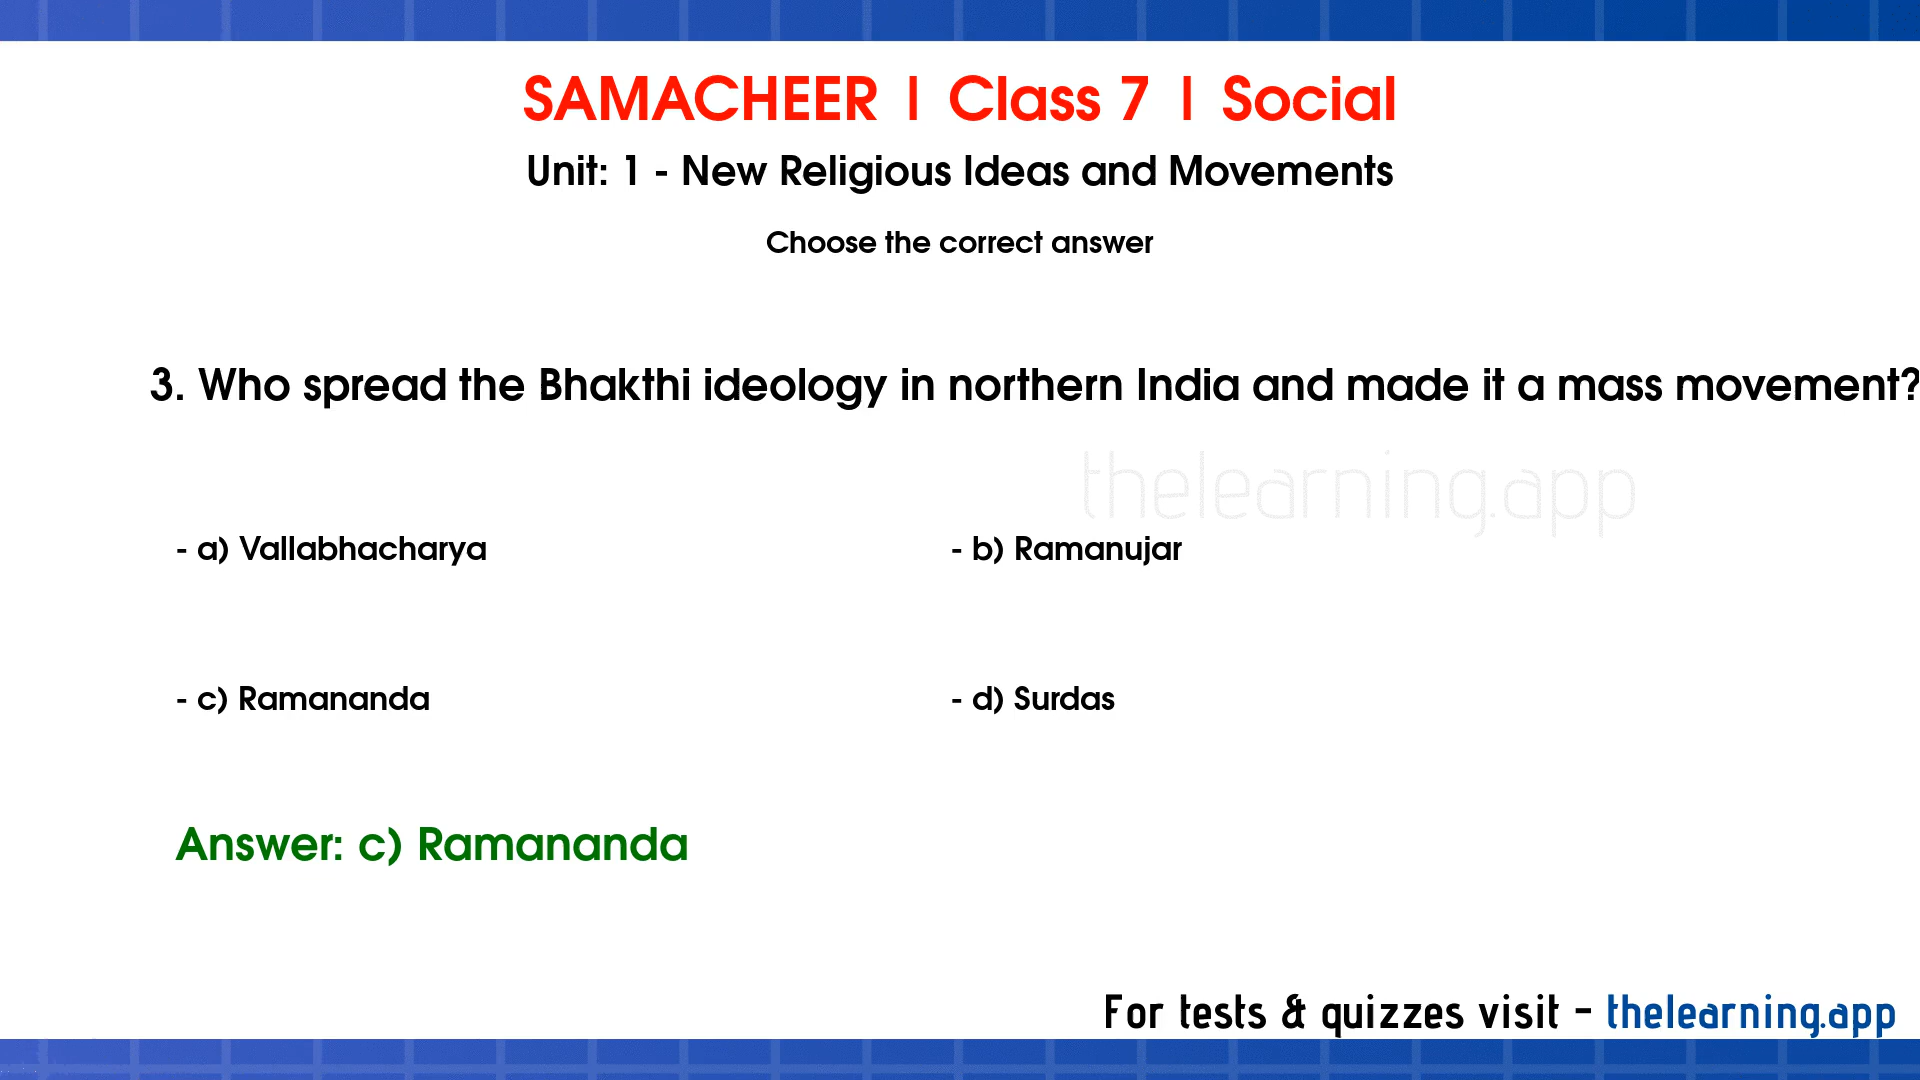 SAMACHEER | Class 7 | Social
Unit: 1 - New Religious Ideas and Movements
Choose the correct answer
3. Who spread the Bhakthi ideology in northern India and made it a mass movement?
thelearning.app
- a) Vallabhacharya - b) Ramanujar
- c) Ramananda - d) Surdas
Answer: c) Ramananda
For tests & quizzes visit - thelearning.app